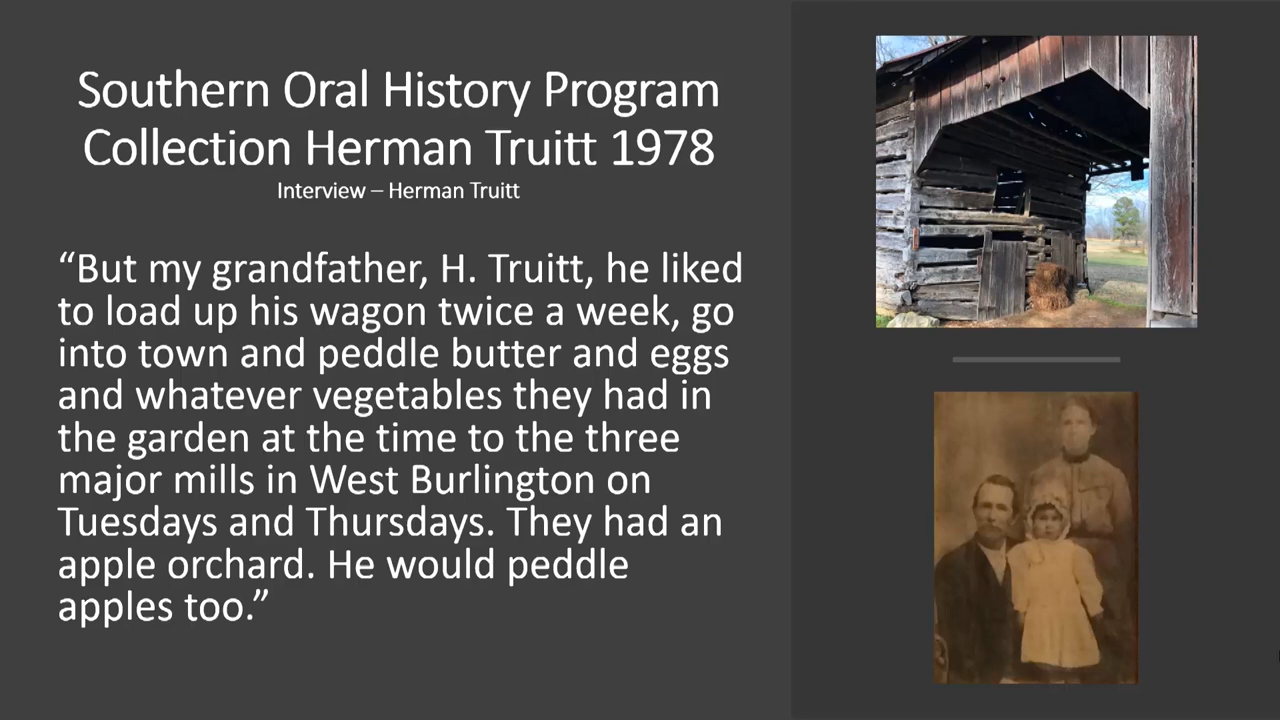 Southern Oral History Program
Collection Herman Truitt 1978
Interview – Herman Truitt
“But my grandfather, H. Truitt, he liked
to load up his wagon twice a week, go
into town and peddle butter and eggs
and whatever vegetables they had in
the garden at the time to the three
major mills in West Burlington on
Tuesdays and Thursdays. They had an
apple orchard. He would peddle
apples too.”